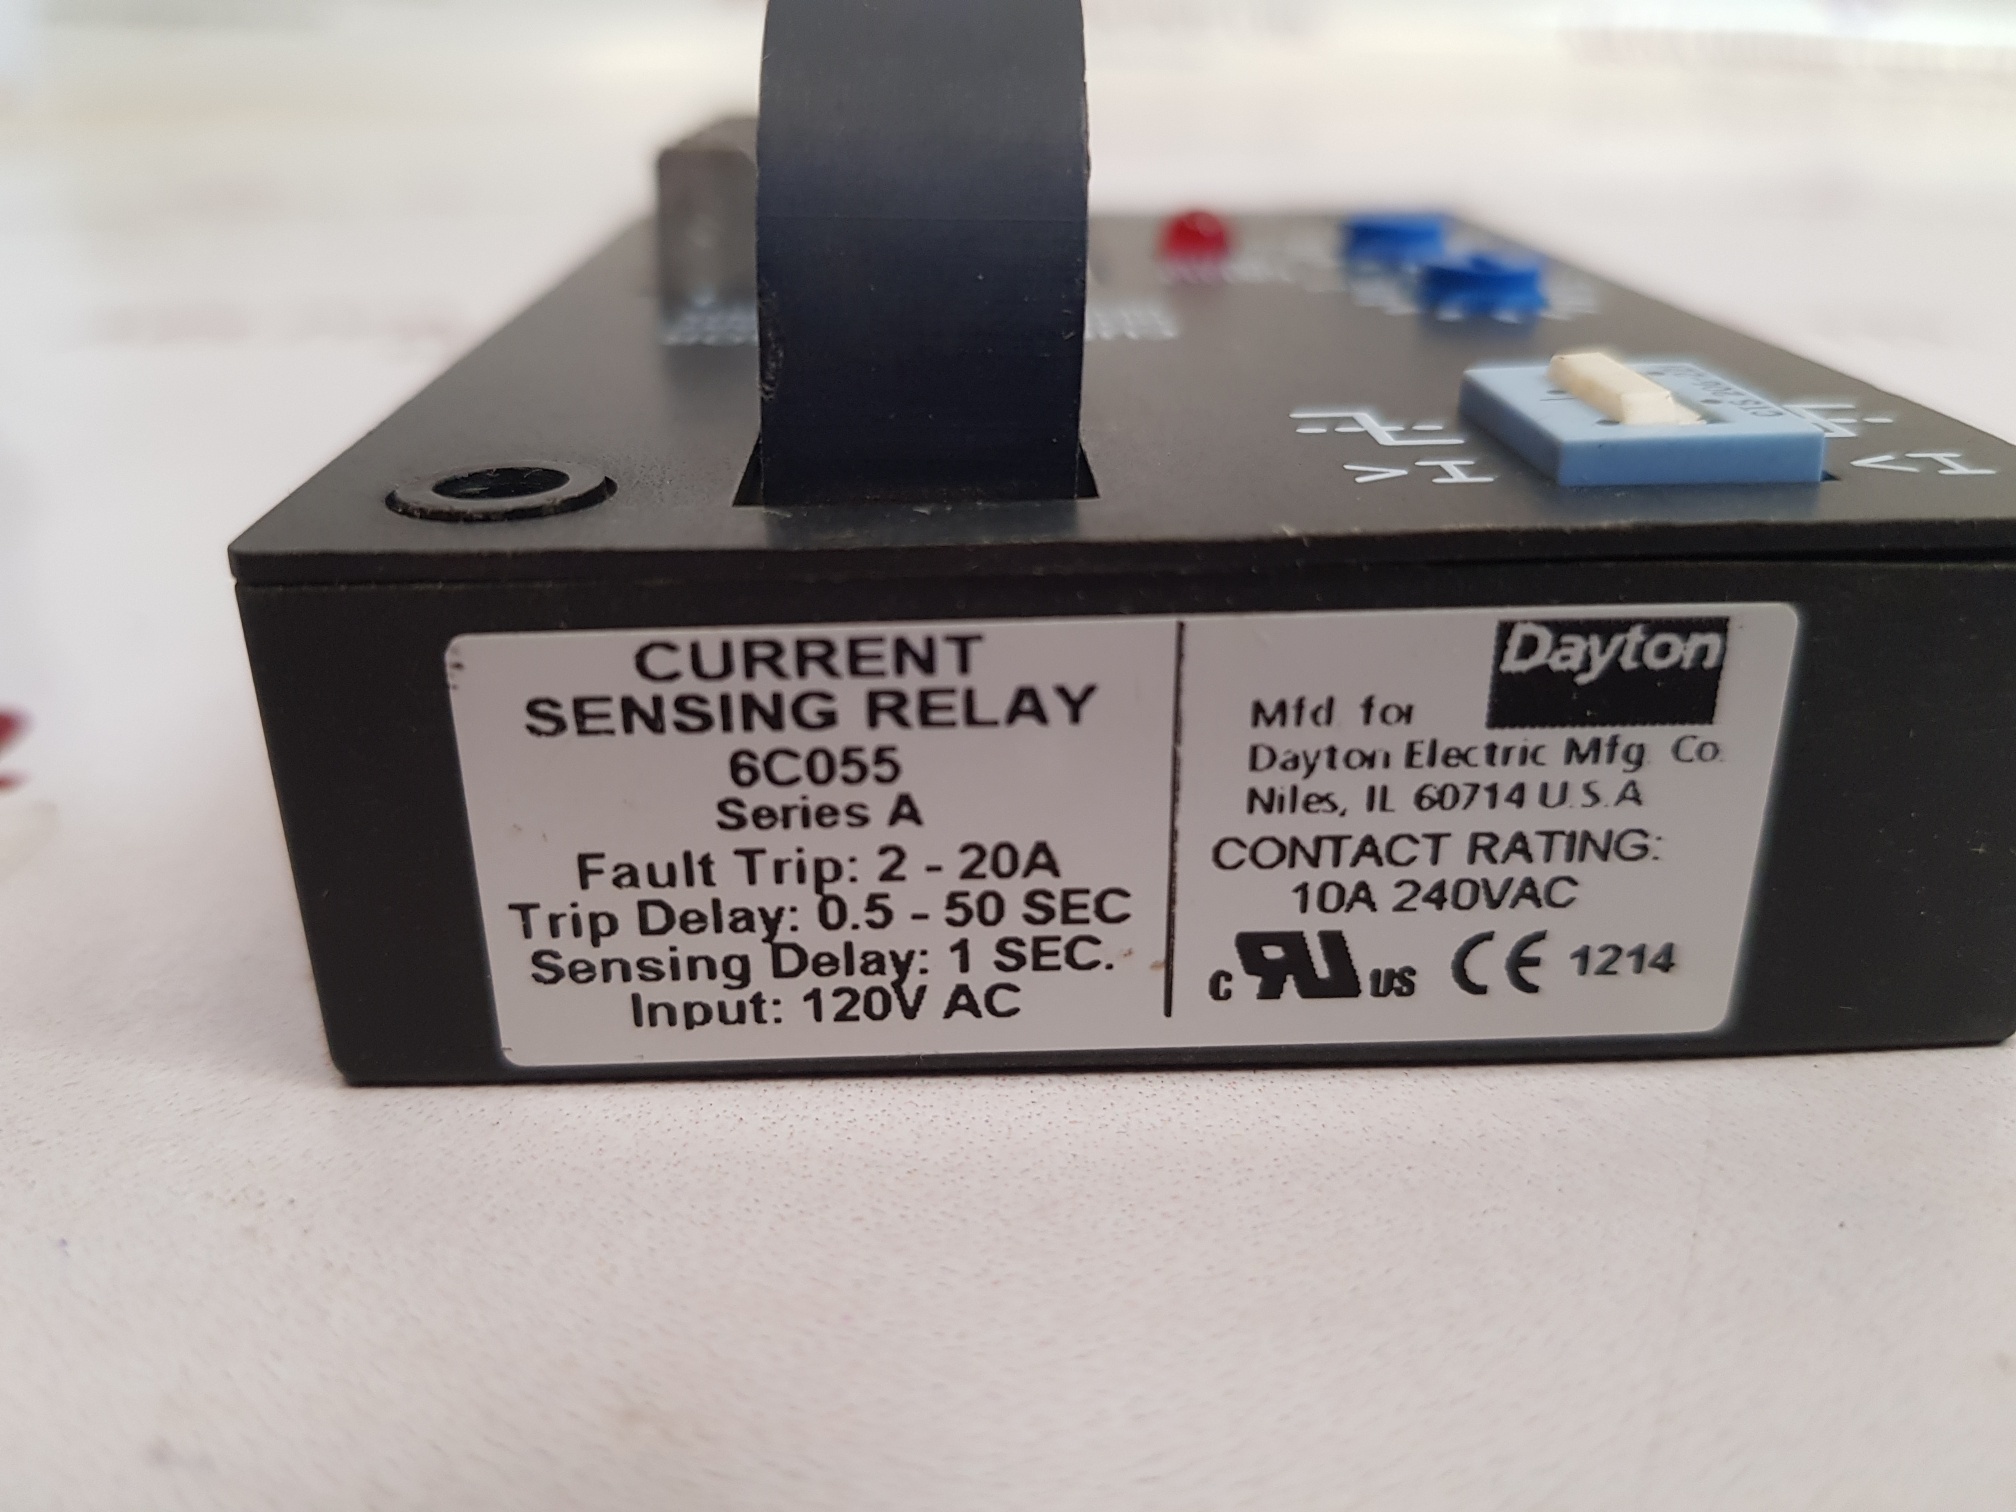 CURRENT
SENSING RELAY
6C055
Series A
Fault Trip: 2 - 20A
Trip Delay: 0.5 - 50 SEC
Sensing Delay: 1 SEC.
Input: 120V AC
Dayton
Mfd for
Dayton Electric Mfg. Co.
Niles, IL 60714 U.S.A
CONTACT RATING:
10A 240VAC
c RU US CE 1214